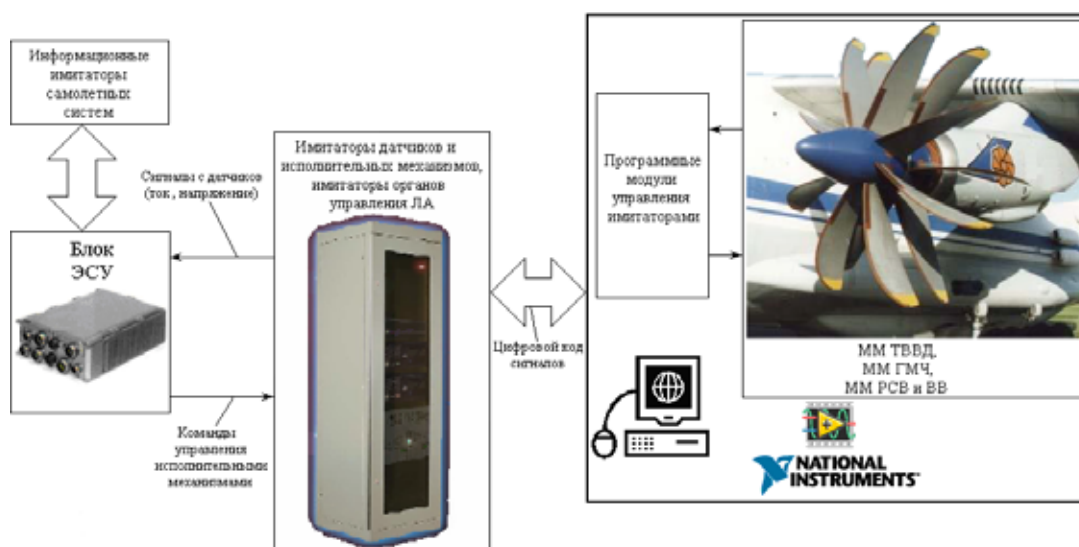 Информационные
имитаторы
самолетных
систем
Сигналы с датчиков
(ток , напряжение)
Блок
ЭСУ
Команды
управления
исполнительными
механизмами
Имитаторы датчиков и
исполнительных механизмов,
имитаторы органов
управления ЛА
Цифровой код
сигналов
Программные
модули
управления
имитаторами
ММ ТВВД,
ММ ГМЧ,
ММ РСВ и ВВ
NATIONAL
INSTRUMENTS™